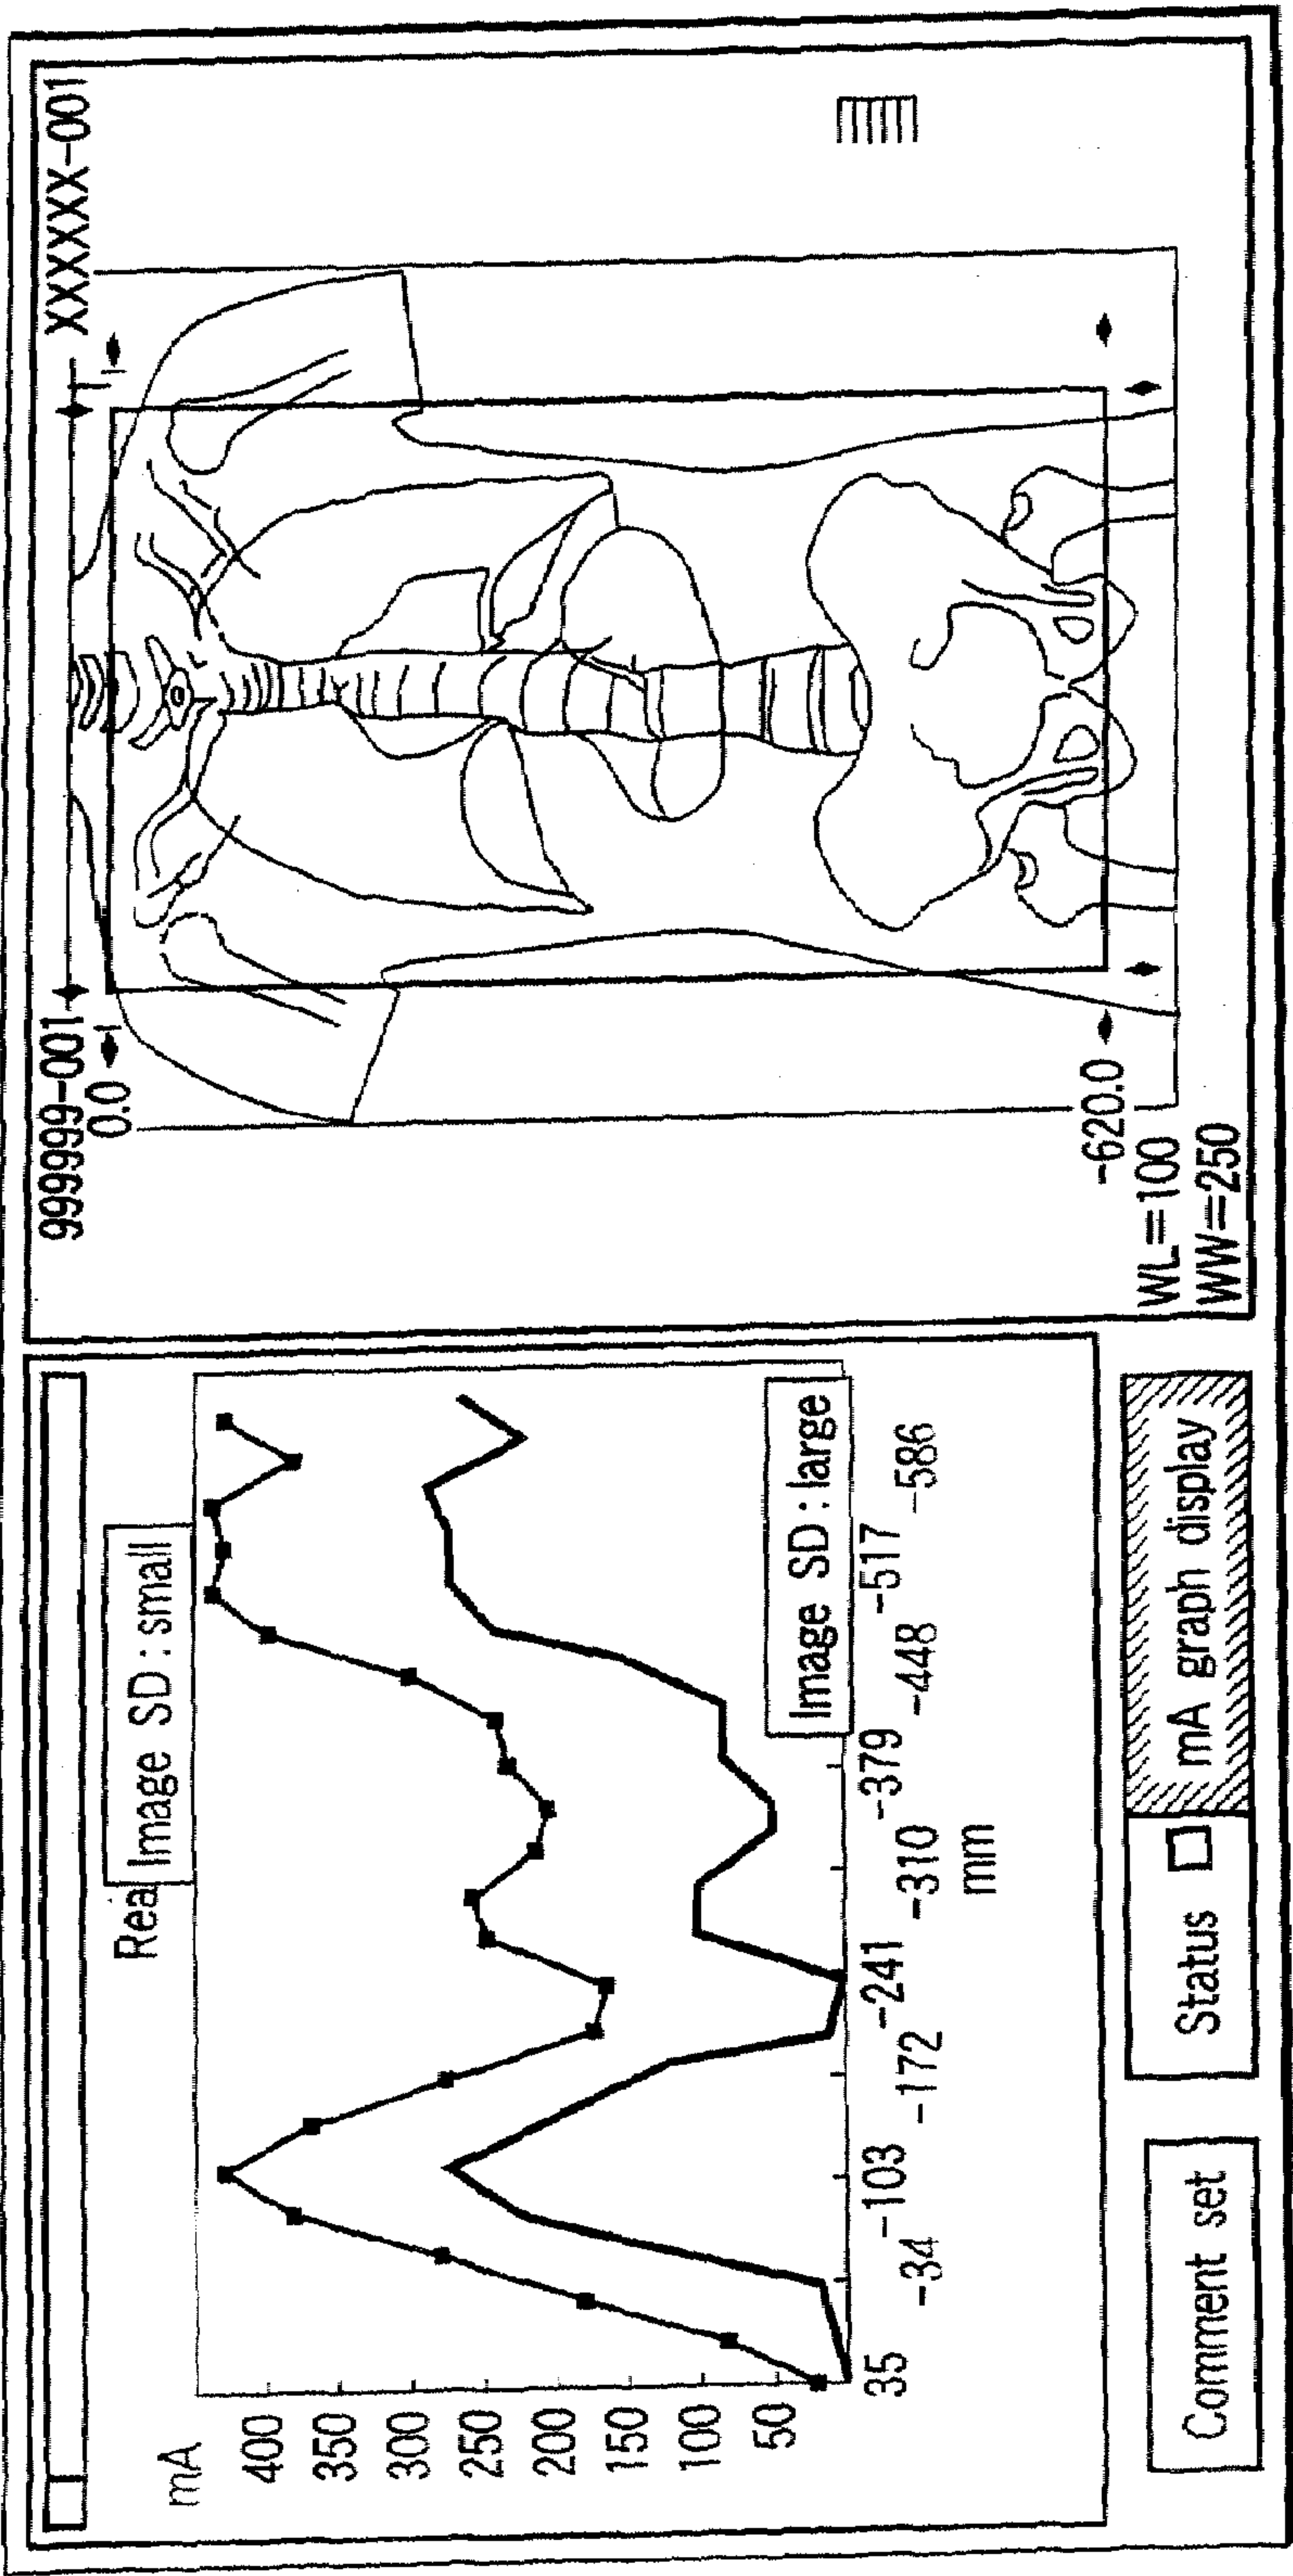 Rea
Image SD : small
mA
400
350
300
250
200
150
100
50
Image SD : large
35
-34
-103
-172
-241
-310
-379
-448
-517
-586
mm
Comment set
Status
mA graph display
99999-001
XXXXXX-001
0.0
-620.0
WL=100
WW=250